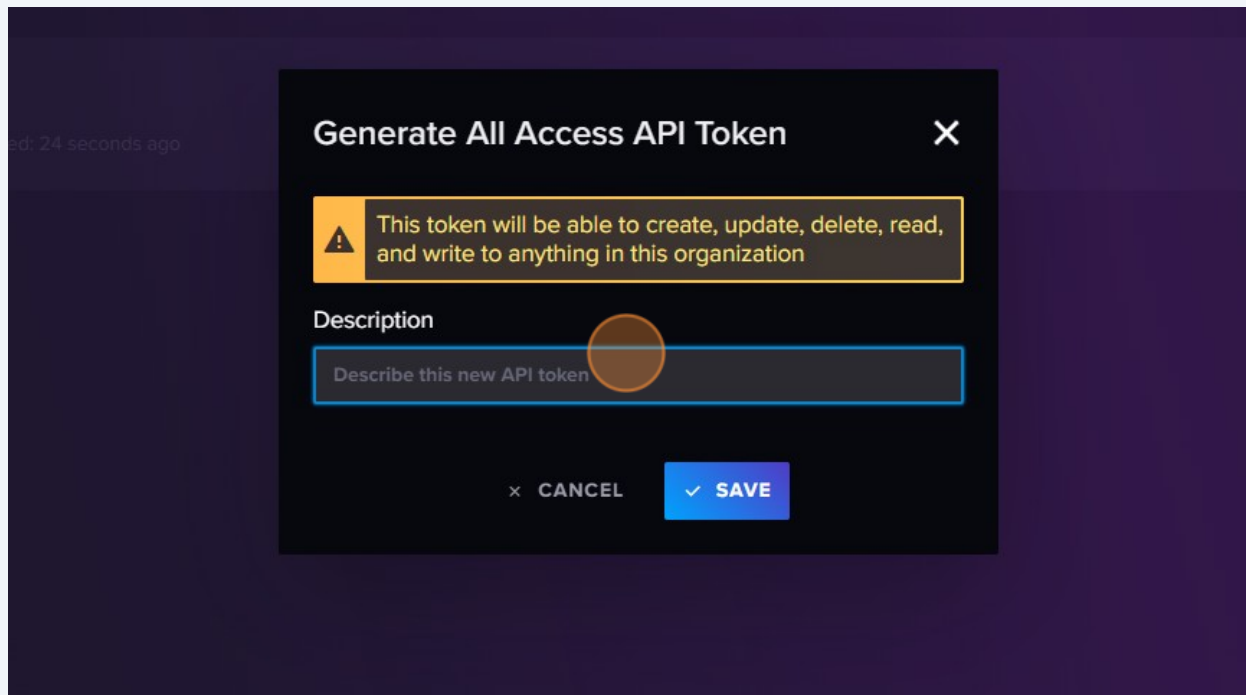 Generate All Access API Token
ed: 24 seconds ago
This token will be able to create, update, delete, read,
and write to anything in this organization
Description
Describe this new API token
CANCEL
SAVE